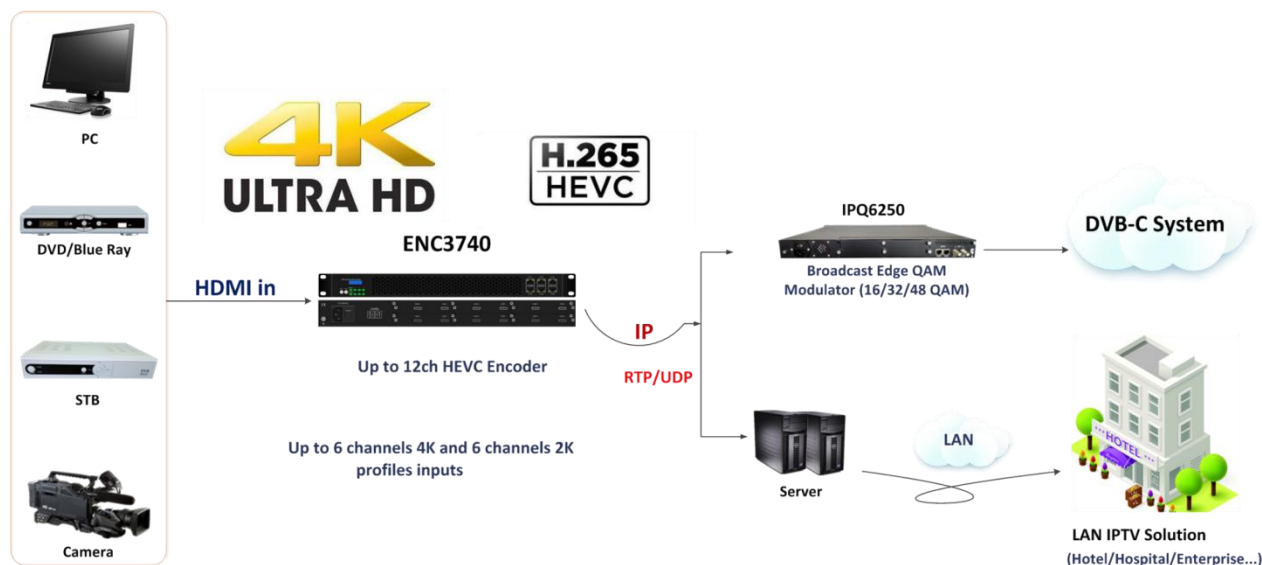 PC
DVD/Blue Ray
STB
Camera
HDMI in
4K
ULTRA HD
H.265
HEVC
ENC3740
Up to 12ch HEVC Encoder
Up to 6 channels 4K and 6 channels 2K
profiles inputs
IP
RTP/UDP
IPQ6250
Broadcast Edge QAM
Modulator (16/32/48 QAM)
DVB-C System
Server
LAN
HOTEL
LAN IPTV Solution
(Hotel/Hospital/Enterprise...)